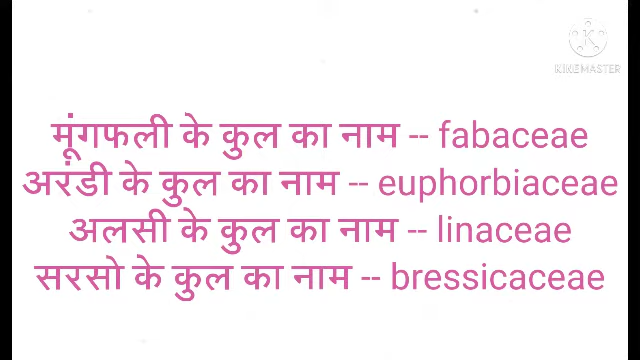 KINEMASTER
मूंगफली के कुल का नाम -- fabaceae
अरंडी के कुल का नाम -- euphorbiaceae
अलसी के कुल का नाम -- linaceae
सरसो के कुल का नाम -- bressicaceae